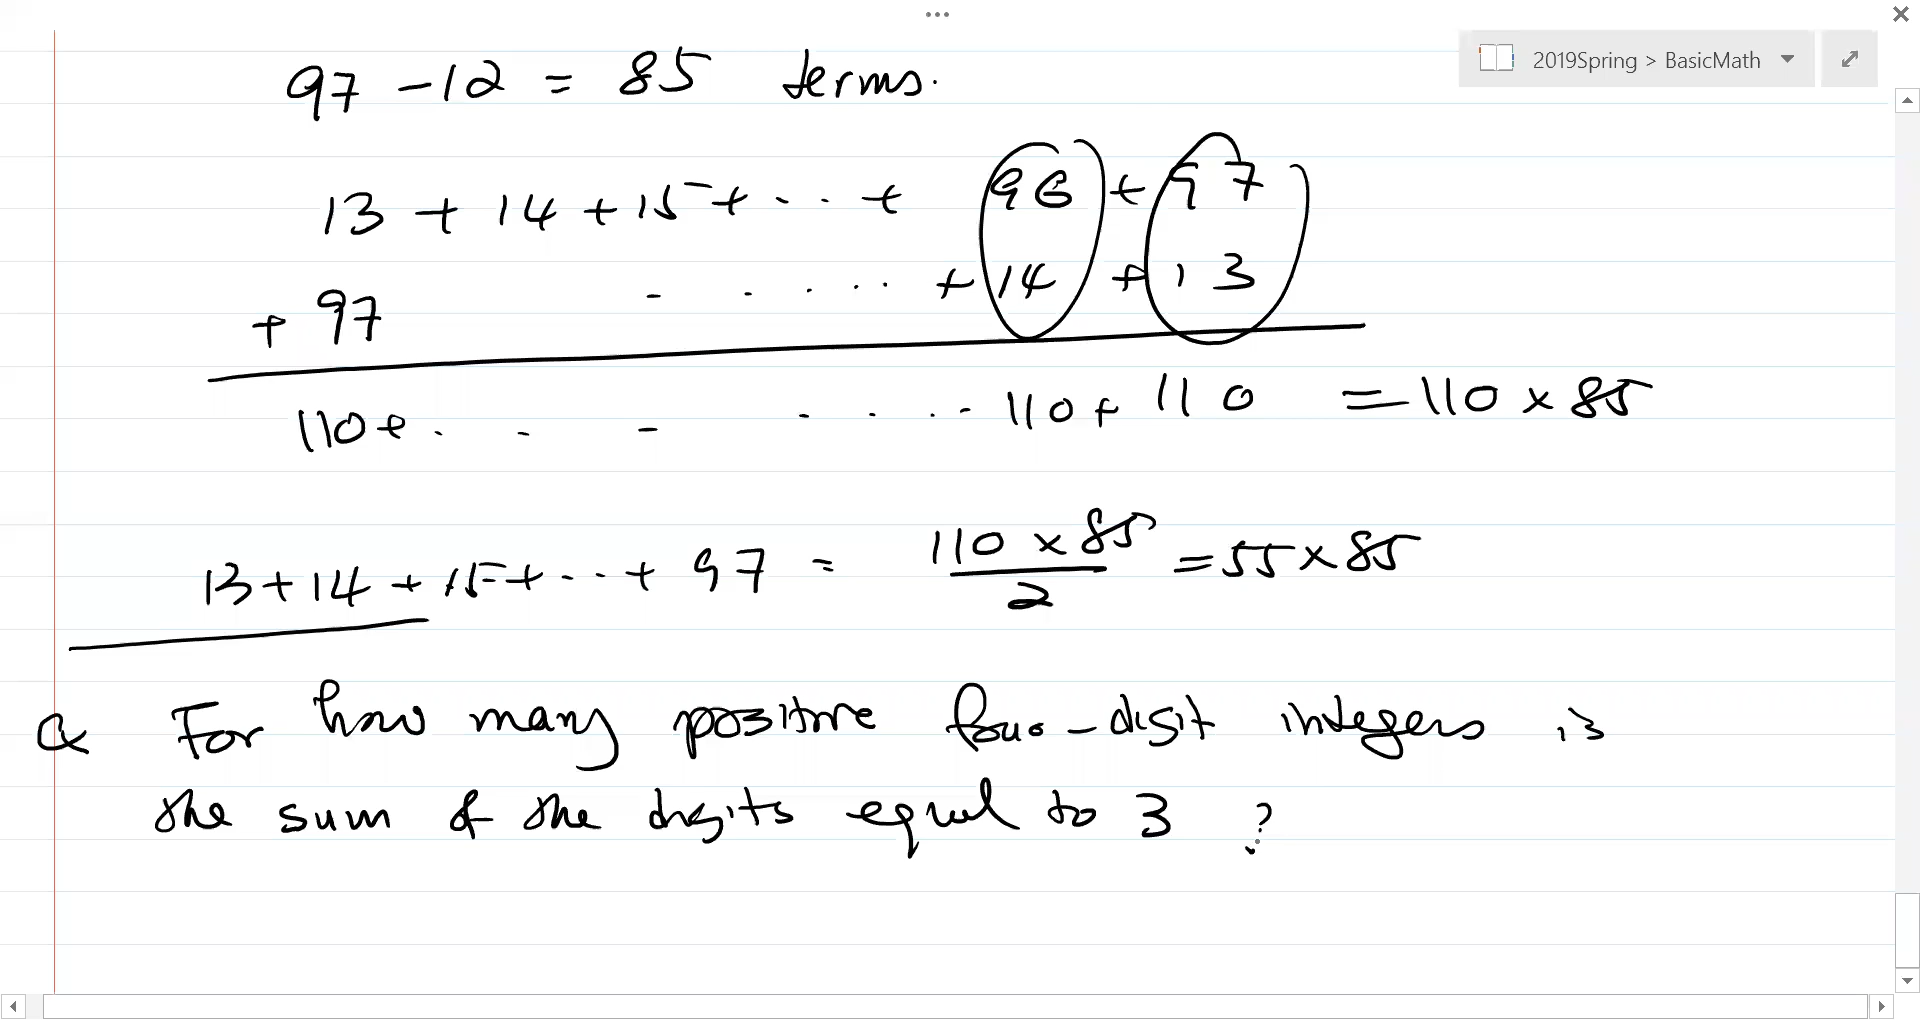 ...
2019Spring > BasicMath
97 - 12 = 85 terms.
13 + 14 + 15 + ... + 96 + 97
+ 97 - . . . . . + 14 + 13
110 + . - - . . . . - 110 + 110 = 110 × 85
13 + 14 + 15 + ... + 97 = 110 × 85 / 2 = 55 × 85
Q For how many positive four-digit integers is
the sum of the digits equal to 3 ?